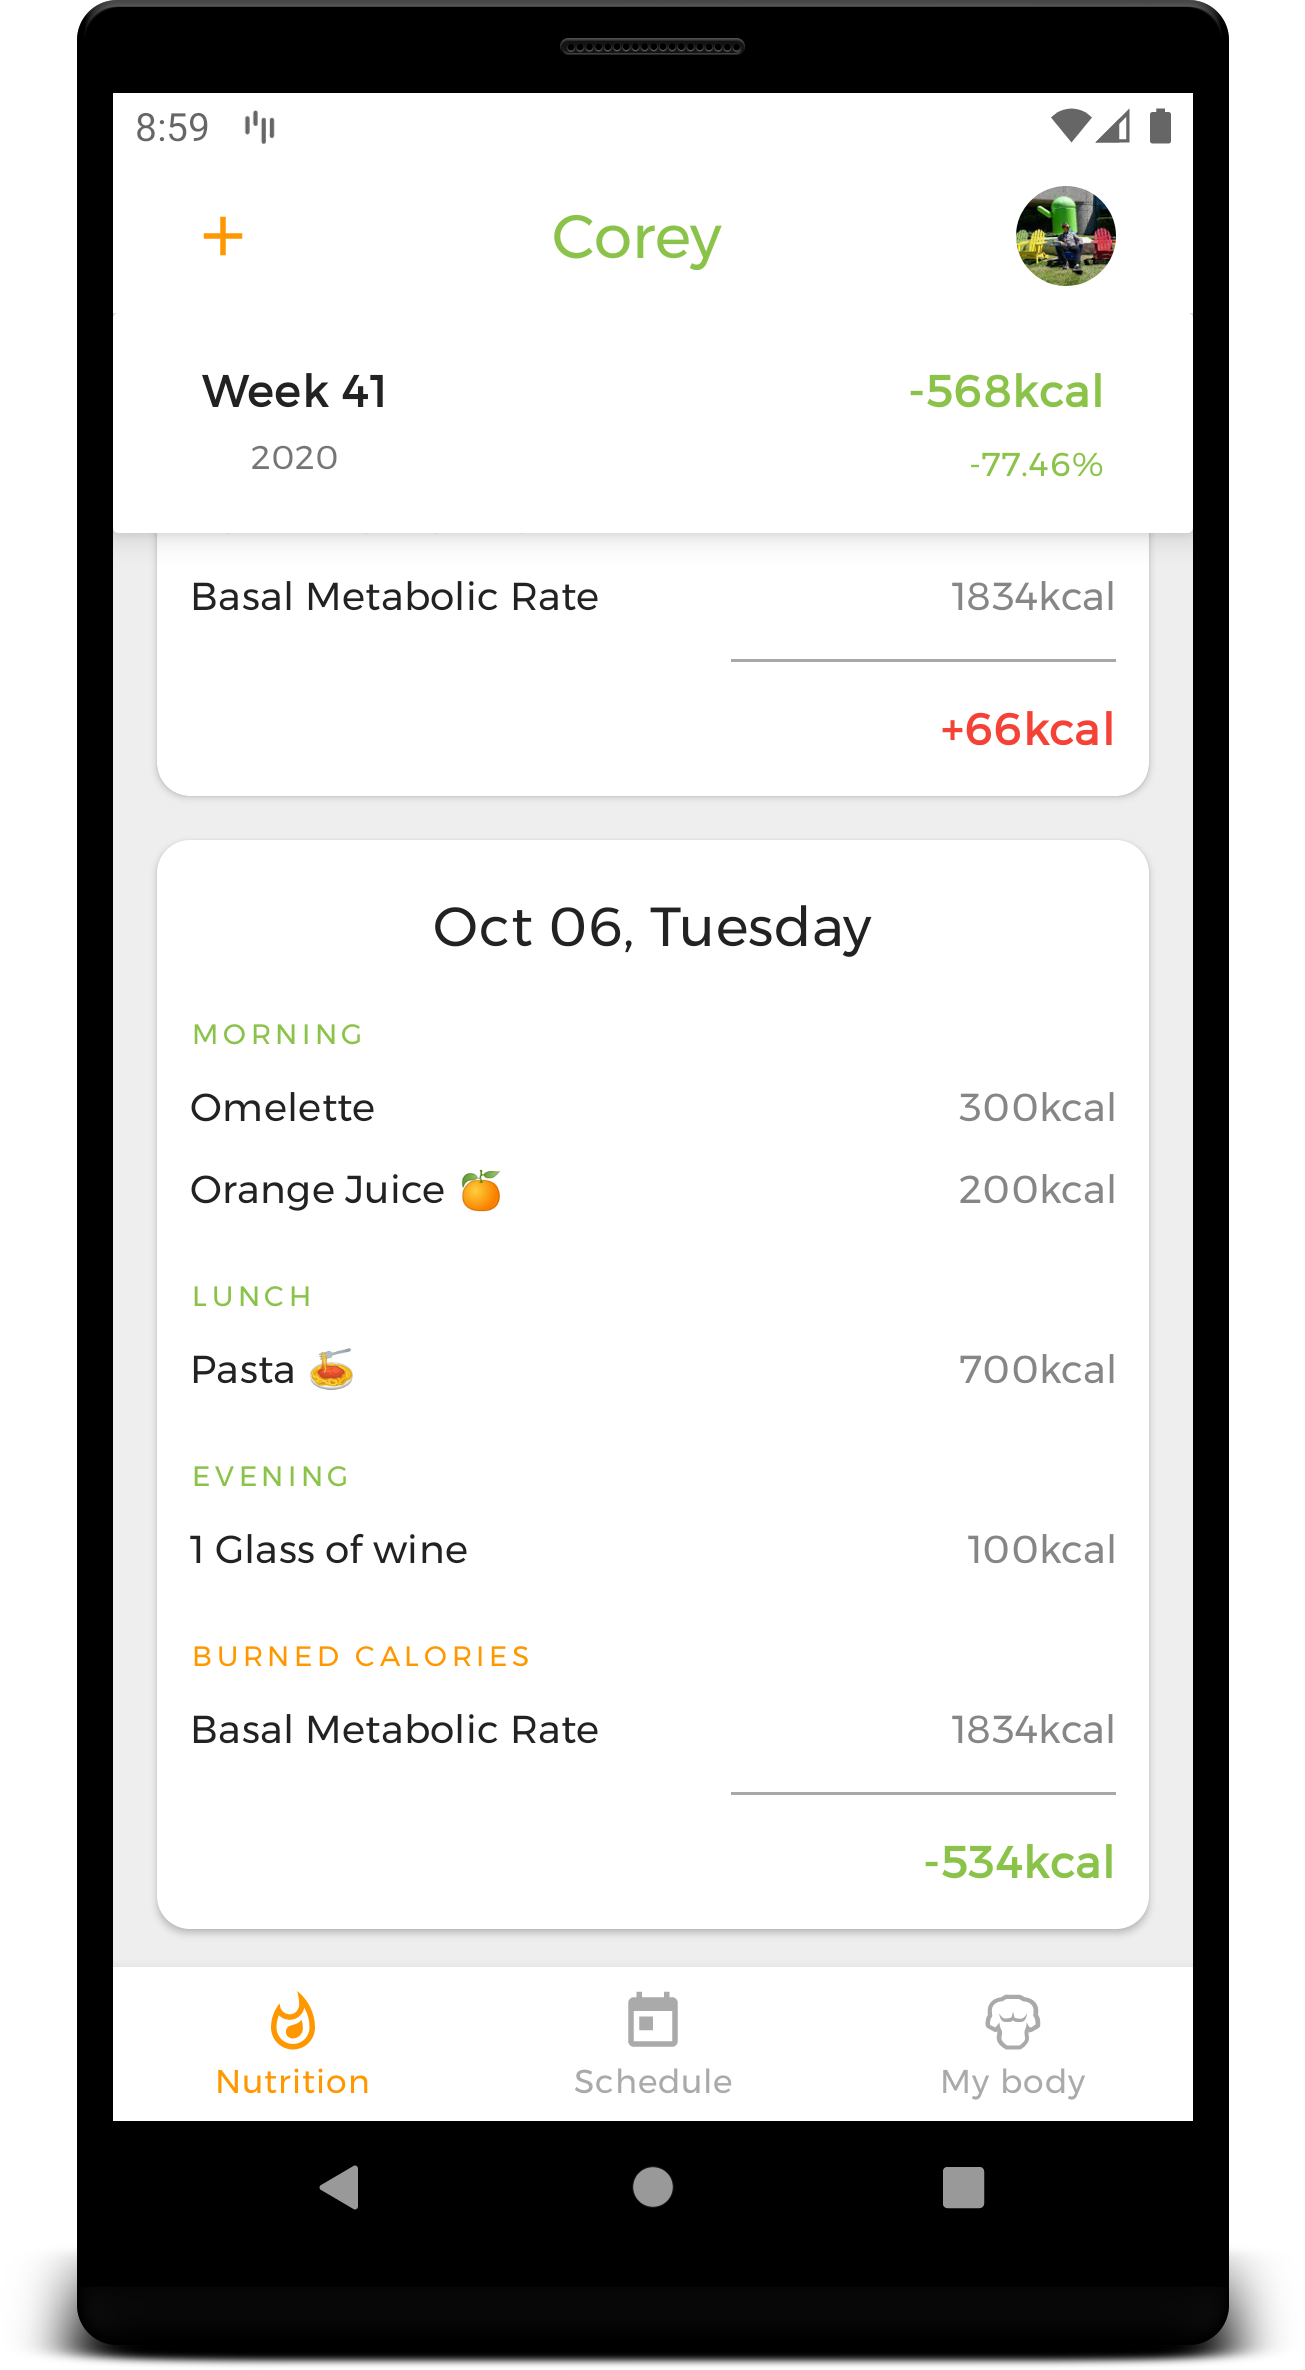 8:59
+ Corey
Week 41 -568kcal
2020 -77.46%
Basal Metabolic Rate 1834kcal
+66kcal
Oct 06, Tuesday
MORNING
Omelette 300kcal
Orange Juice 🍊 200kcal
LUNCH
Pasta 🍝 700kcal
EVENING
1 Glass of wine 100kcal
BURNED CALORIES
Basal Metabolic Rate 1834kcal
-534kcal
Nutrition Schedule My body